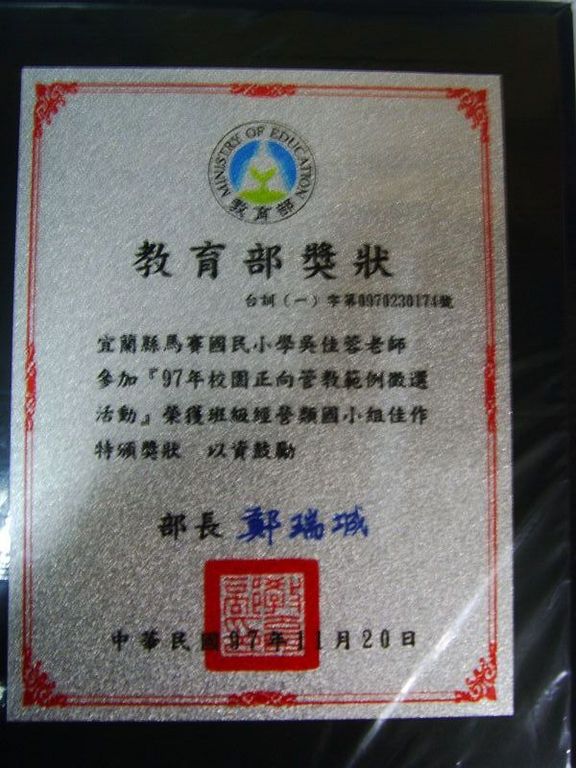 MINISTRY OF EDUCATION
教育部
教育部獎狀
台訓（一）字第0970230174號
宜蘭縣馬賽國民小學吳佳蓉老師
參加『97年校園正向管教範例徵選
活動』榮獲班級經營類國小組佳作
特頒獎狀　以資鼓勵
部長 鄭瑞城
中華民國97年11月20日